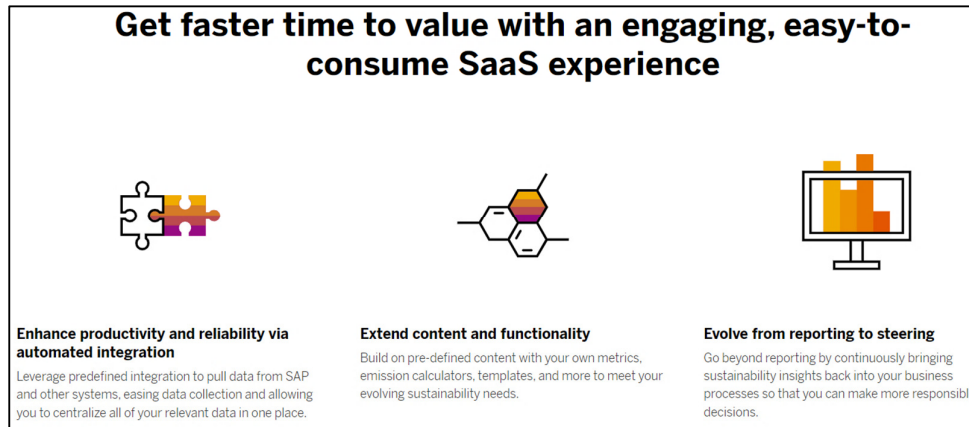 Get faster time to value with an engaging, easy-to-
consume SaaS experience
Enhance productivity and reliability via
automated integration
Leverage predefined integration to pull data from SAP
and other systems, easing data collection and allowing
you to centralize all of your relevant data in one place.
Extend content and functionality
Build on pre-defined content with your own metrics,
emission calculators, templates, and more to meet your
evolving sustainability needs.
Evolve from reporting to steering
Go beyond reporting by continuously bringing
sustainability insights back into your business
processes so that you can make more responsibl
decisions.